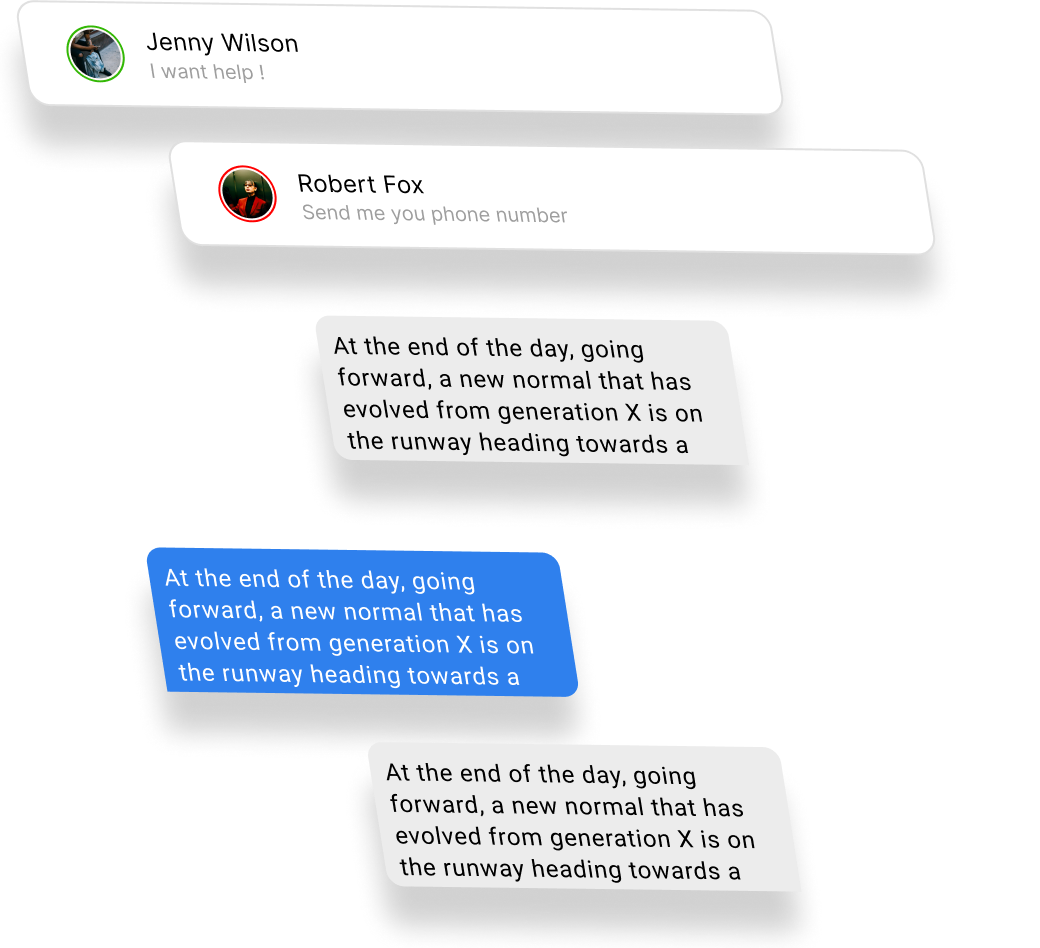 Jenny Wilson
I want help !
Robert Fox
Send me you phone number
At the end of the day, going
forward, a new normal that has
evolved from generation X is on
the runway heading towards a
At the end of the day, going
forward, a new normal that has
evolved from generation X is on
the runway heading towards a
At the end of the day, going
forward, a new normal that has
evolved from generation X is on
the runway heading towards a